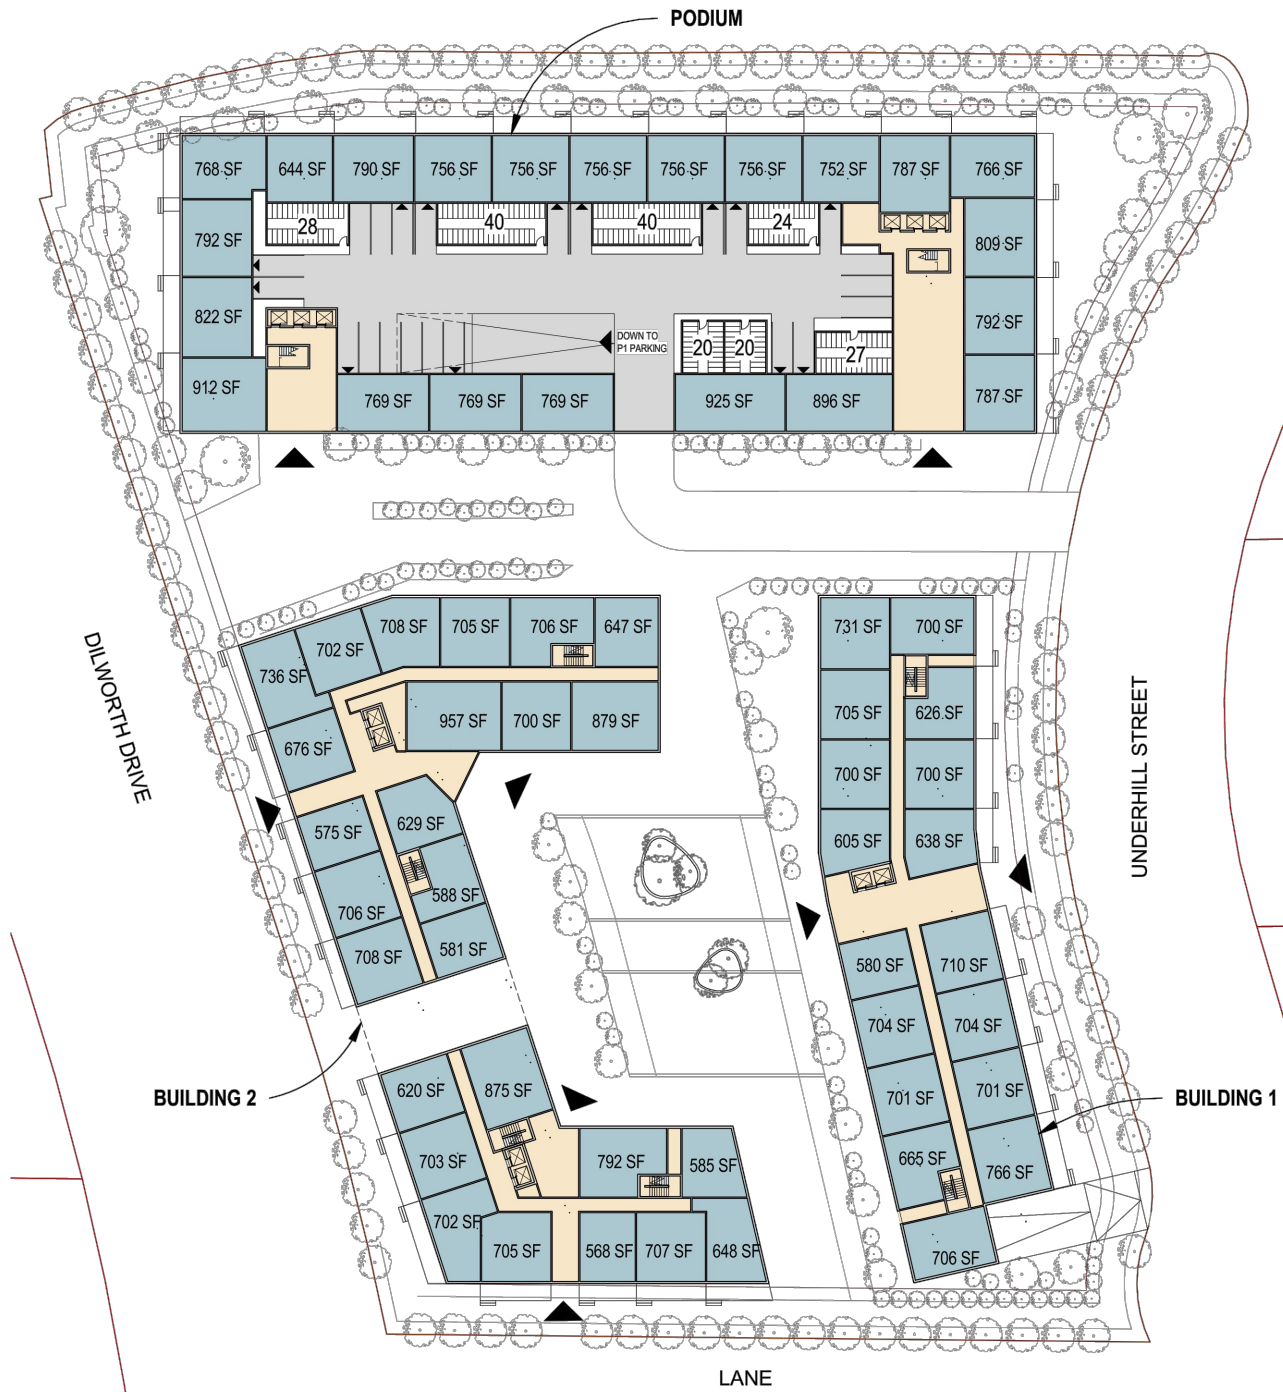 PODIUM
768 SF
644 SF
790 SF
756 SF
756 SF
756 SF
756 SF
756 SF
752 SF
787 SF
766 SF
28
40
40
24
792 SF
809 SF
822 SF
792 SF
DOWN TO
P1 PARKING
20
20
27
912 SF
769 SF
769 SF
769 SF
925 SF
896 SF
787 SF
736 SF
702 SF
708 SF
705 SF
706 SF
647 SF
731 SF
700 SF
676 SF
957 SF
700 SF
879 SF
705 SF
626 SF
DILWORTH DRIVE
UNDERHILL STREET
700 SF
700 SF
575 SF
629 SF
605 SF
638 SF
706 SF
588 SF
708 SF
581 SF
580 SF
710 SF
704 SF
704 SF
BUILDING 2
620 SF
875 SF
701 SF
701 SF
BUILDING 1
703 SF
792 SF
585 SF
665 SF
766 SF
702 SF
705 SF
568 SF
707 SF
648 SF
706 SF
LANE